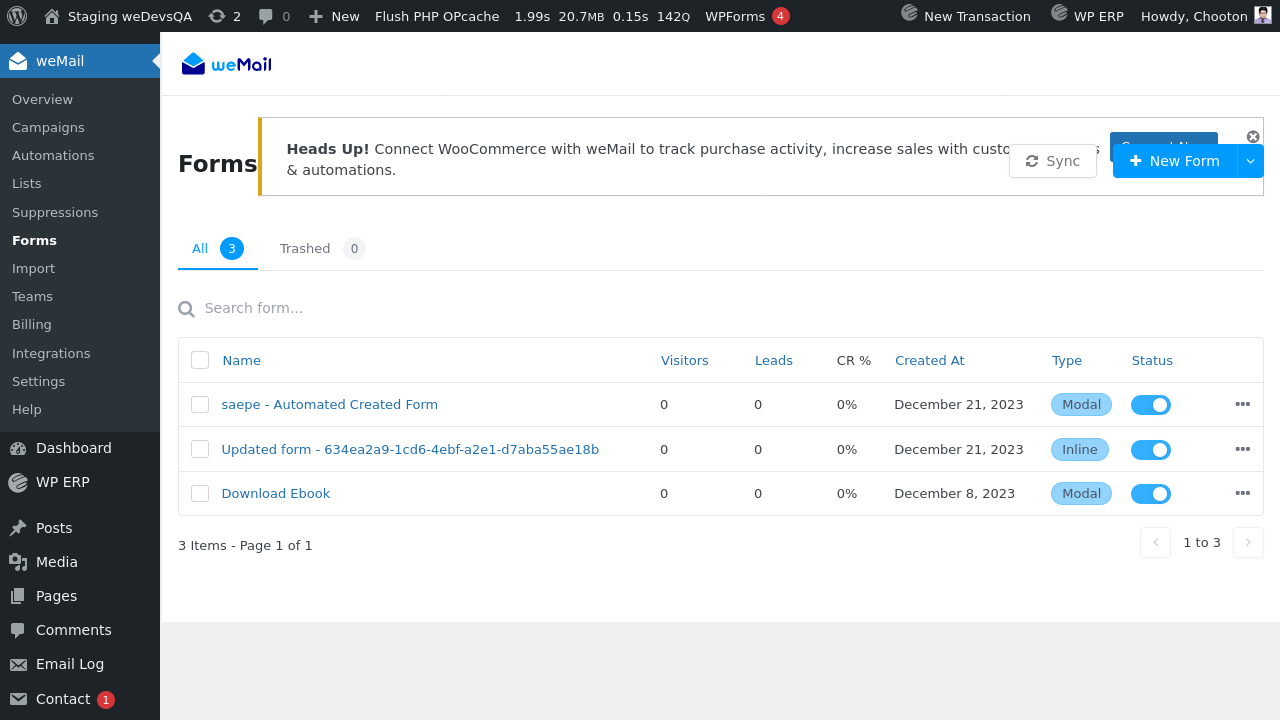 Staging weDevsQA 2 0 New Flush PHP OPcache 1.99s 20.7MB 0.15s 142Q WPForms 4 New Transaction WP ERP Howdy, Chooton
weMail
Overview
Campaigns
Automations
Lists
Suppressions
Forms
Import
Teams
Billing
Integrations
Settings
Help
Dashboard
WP ERP
Posts
Media
Pages
Comments
Email Log
Contact 1
weMail
Forms
Heads Up! Connect WooCommerce with weMail to track purchase activity, increase sales with
& automations.
Sync
New Form
All 3 Trashed 0
Search form...
Name Visitors Leads CR % Created At Type Status
saepe - Automated Created Form 0 0 0% December 21, 2023 Modal
Updated form - 634ea2a9-1cd6-4ebf-a2e1-d7aba55ae18b 0 0 0% December 21, 2023 Inline
Download Ebook 0 0 0% December 8, 2023 Modal
3 Items - Page 1 of 1
1 to 3